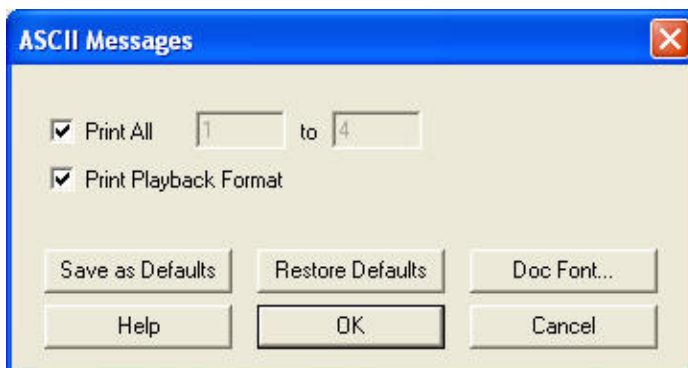 ASCII Messages
Print All 1 to 4
Print Playback Format
Save as Defaults Restore Defaults Doc Font...
Help OK Cancel